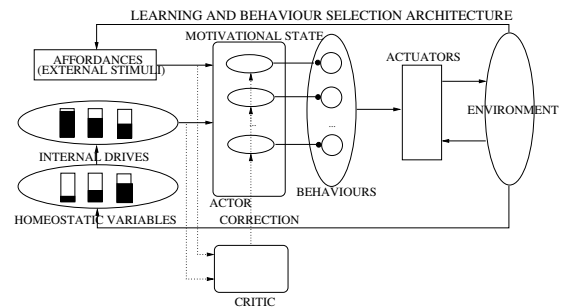 LEARNING AND BEHAVIOUR SELECTION ARCHITECTURE
MOTIVATIONAL STATE
AFFORDANCES
(EXTERNAL STIMULI)
ACTUATORS
ENVIRONMENT
...
...
INTERNAL DRIVES
BEHAVIOURS
ACTOR
HOMEOSTATIC VARIABLES
CORRECTION
CRITIC